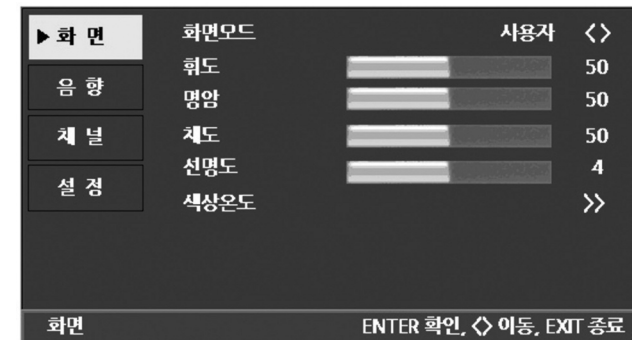 ▶화 면
음 향
채 널
설 정
화면모드 사용자 <>
휘도 50
명암 50
채도 50
선명도 4
색상온도 >>
화면 ENTER 확인, <> 이동, EXIT 종료